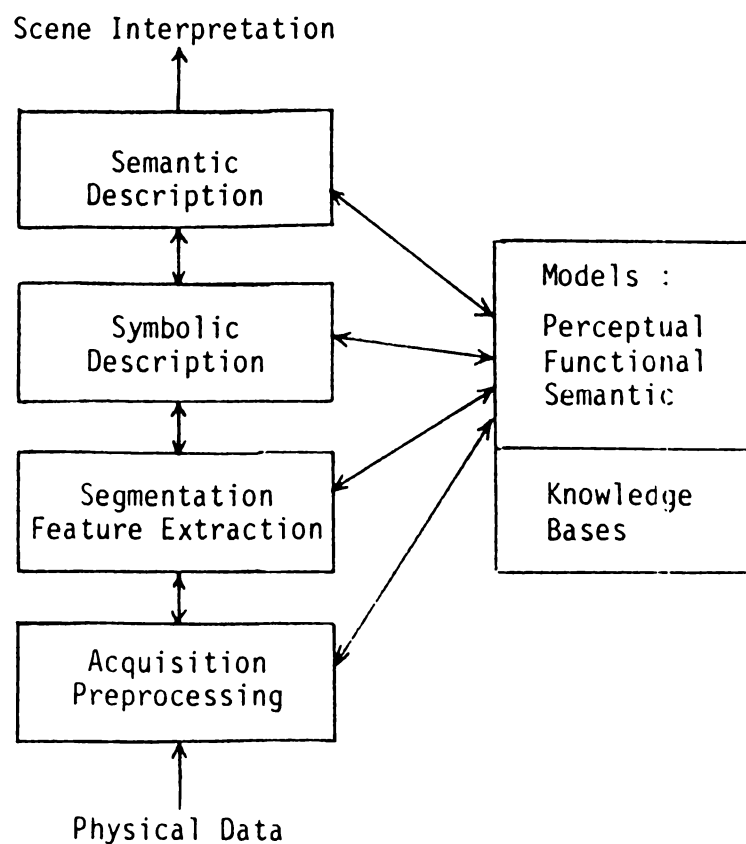 Scene Interpretation
Semantic
Description
Symbolic
Description
Segmentation
Feature Extraction
Acquisition
Preprocessing
Physical Data
Models :
Perceptual
Functional
Semantic
Knowledge
Bases